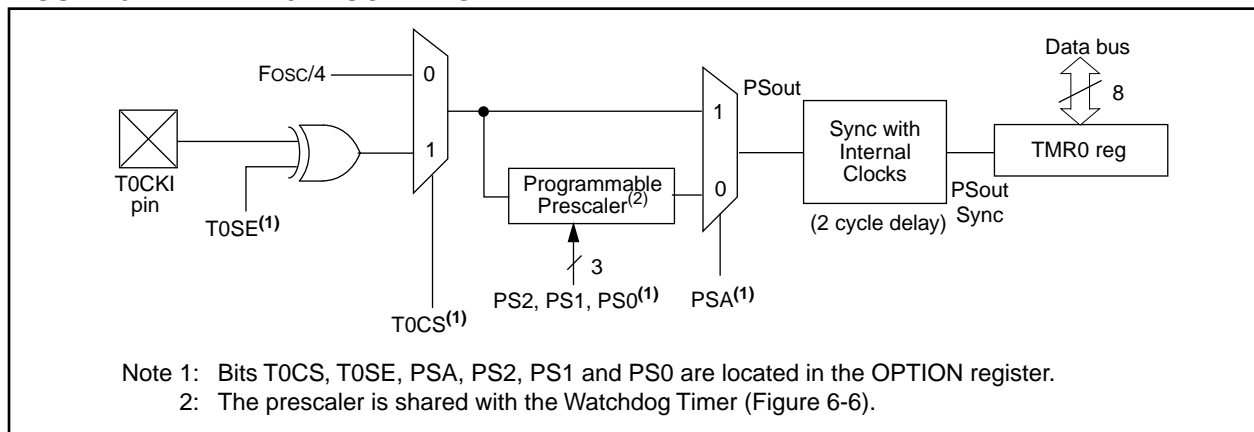 Data bus
FOSC/4
0
PSout
8
1
Sync with
Internal
Clocks
TMR0 reg
1
T0CKI
pin
Programmable
Prescaler(2)
0
PSout
Sync
T0SE(1)
(2 cycle delay)
3
PS2, PS1, PS0(1)
PSA(1)
T0CS(1)
Note 1: Bits T0CS, T0SE, PSA, PS2, PS1 and PS0 are located in the OPTION register.
2: The prescaler is shared with the Watchdog Timer (Figure 6-6).